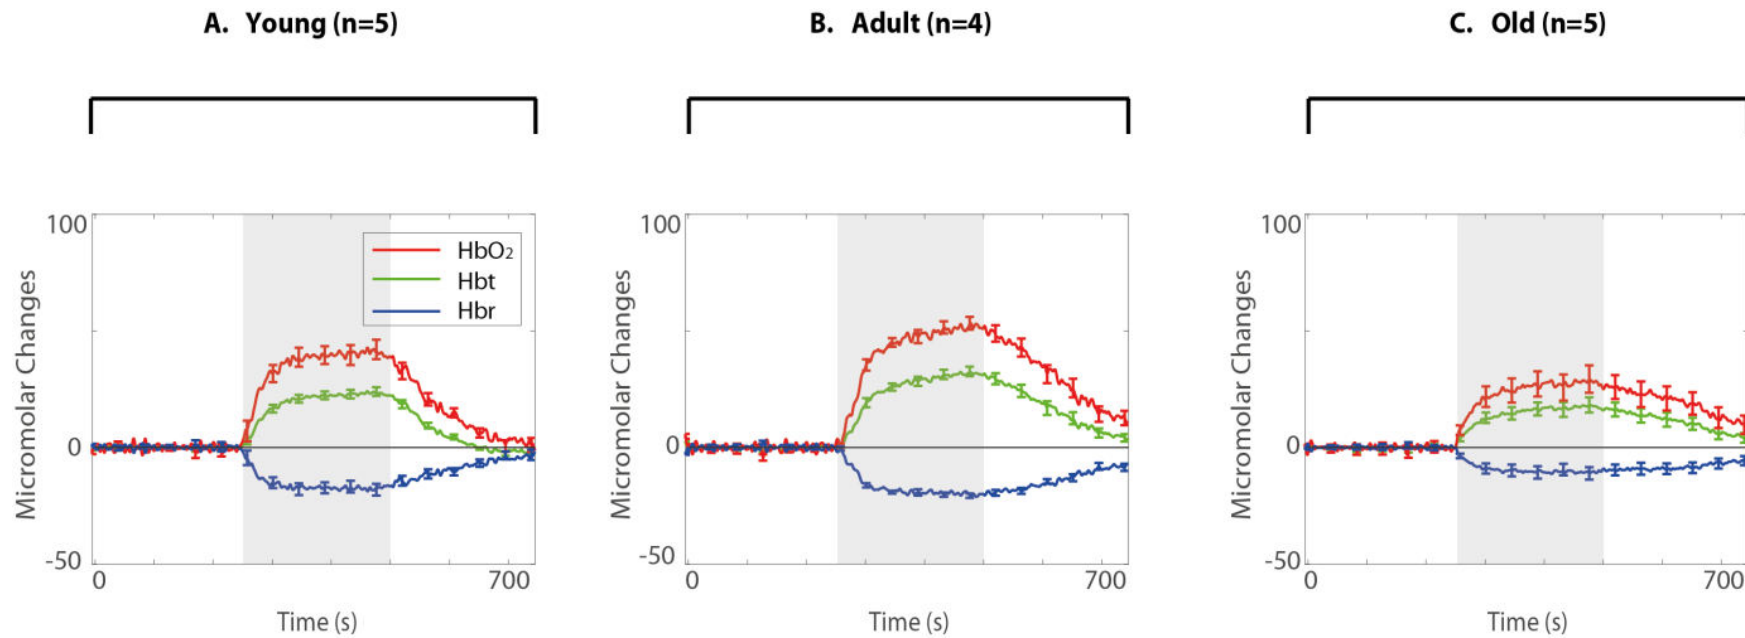 A. Young (n=5)
B. Adult (n=4)
C. Old (n=5)
100
0
-50
Micromolar Changes
HbO₂
Hbt
Hbr
0
700
Time (s)
100
0
-50
Micromolar Changes
0
700
Time (s)
100
0
-50
Micromolar Changes
0
700
Time (s)